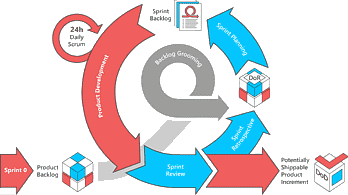 Sprint
Backlog
24h
Daily
Scrum
Sprint Planning
Product Development
Backlog Grooming
DoR
Sprint 0
Product
Backlog
Sprint
Review
Sprint
Retrospective
Potentially
Shippable
Product
Increment
DoD